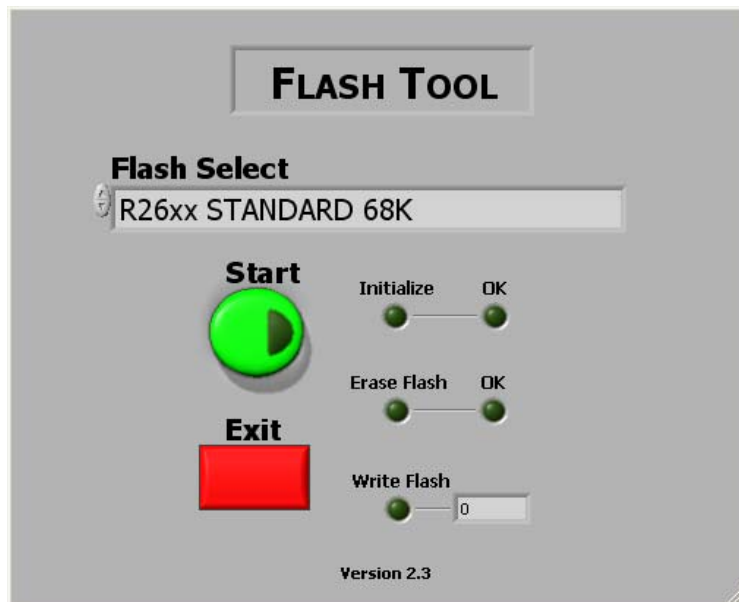 FLASH TOOL
Flash Select
R26xx STANDARD 68K
Start
Initialize OK
Erase Flash OK
Exit
Write Flash
0
Version 2.3